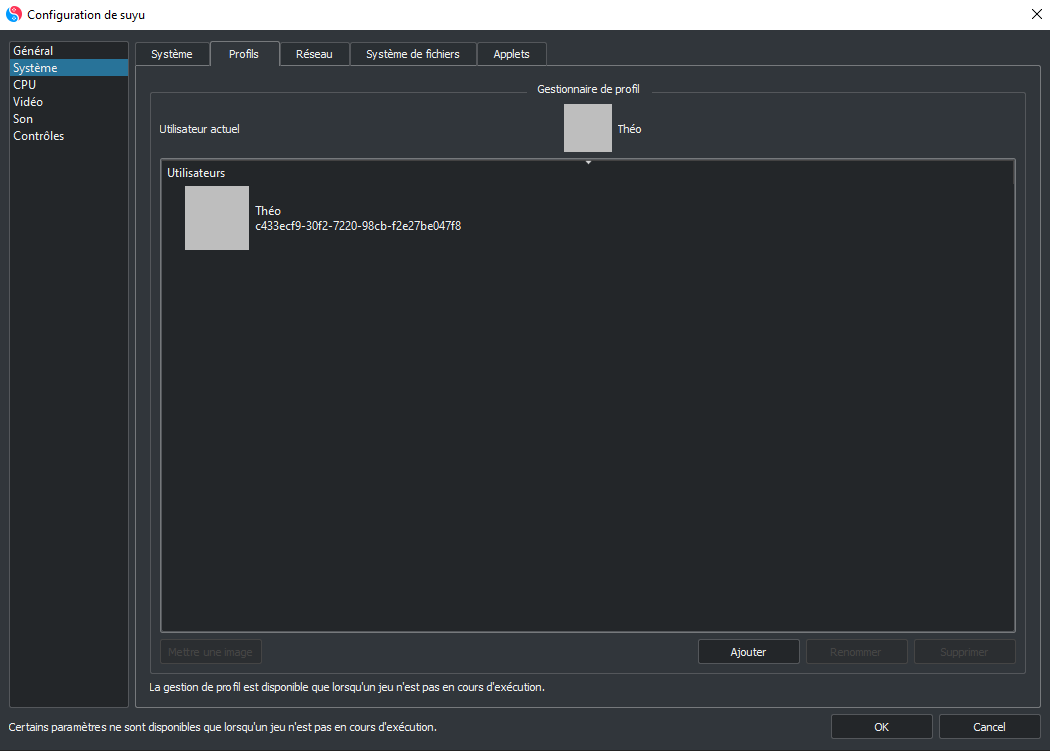 Configuration de suyu
Général
Système
CPU
Vidéo
Son
Contrôles
Système
Profils
Réseau
Système de fichiers
Applets
Gestionnaire de profil
Utilisateur actuel
Théo
Utilisateurs
Théo
c433ecf9-30f2-7220-98cb-f2e27be047f8
Mettre une image
Ajouter
Renommer
Supprimer
La gestion de profil est disponible que lorsqu'un jeu n'est pas en cours d'exécution.
Certains paramètres ne sont disponibles que lorsqu'un jeu n'est pas en cours d'exécution.
OK
Cancel